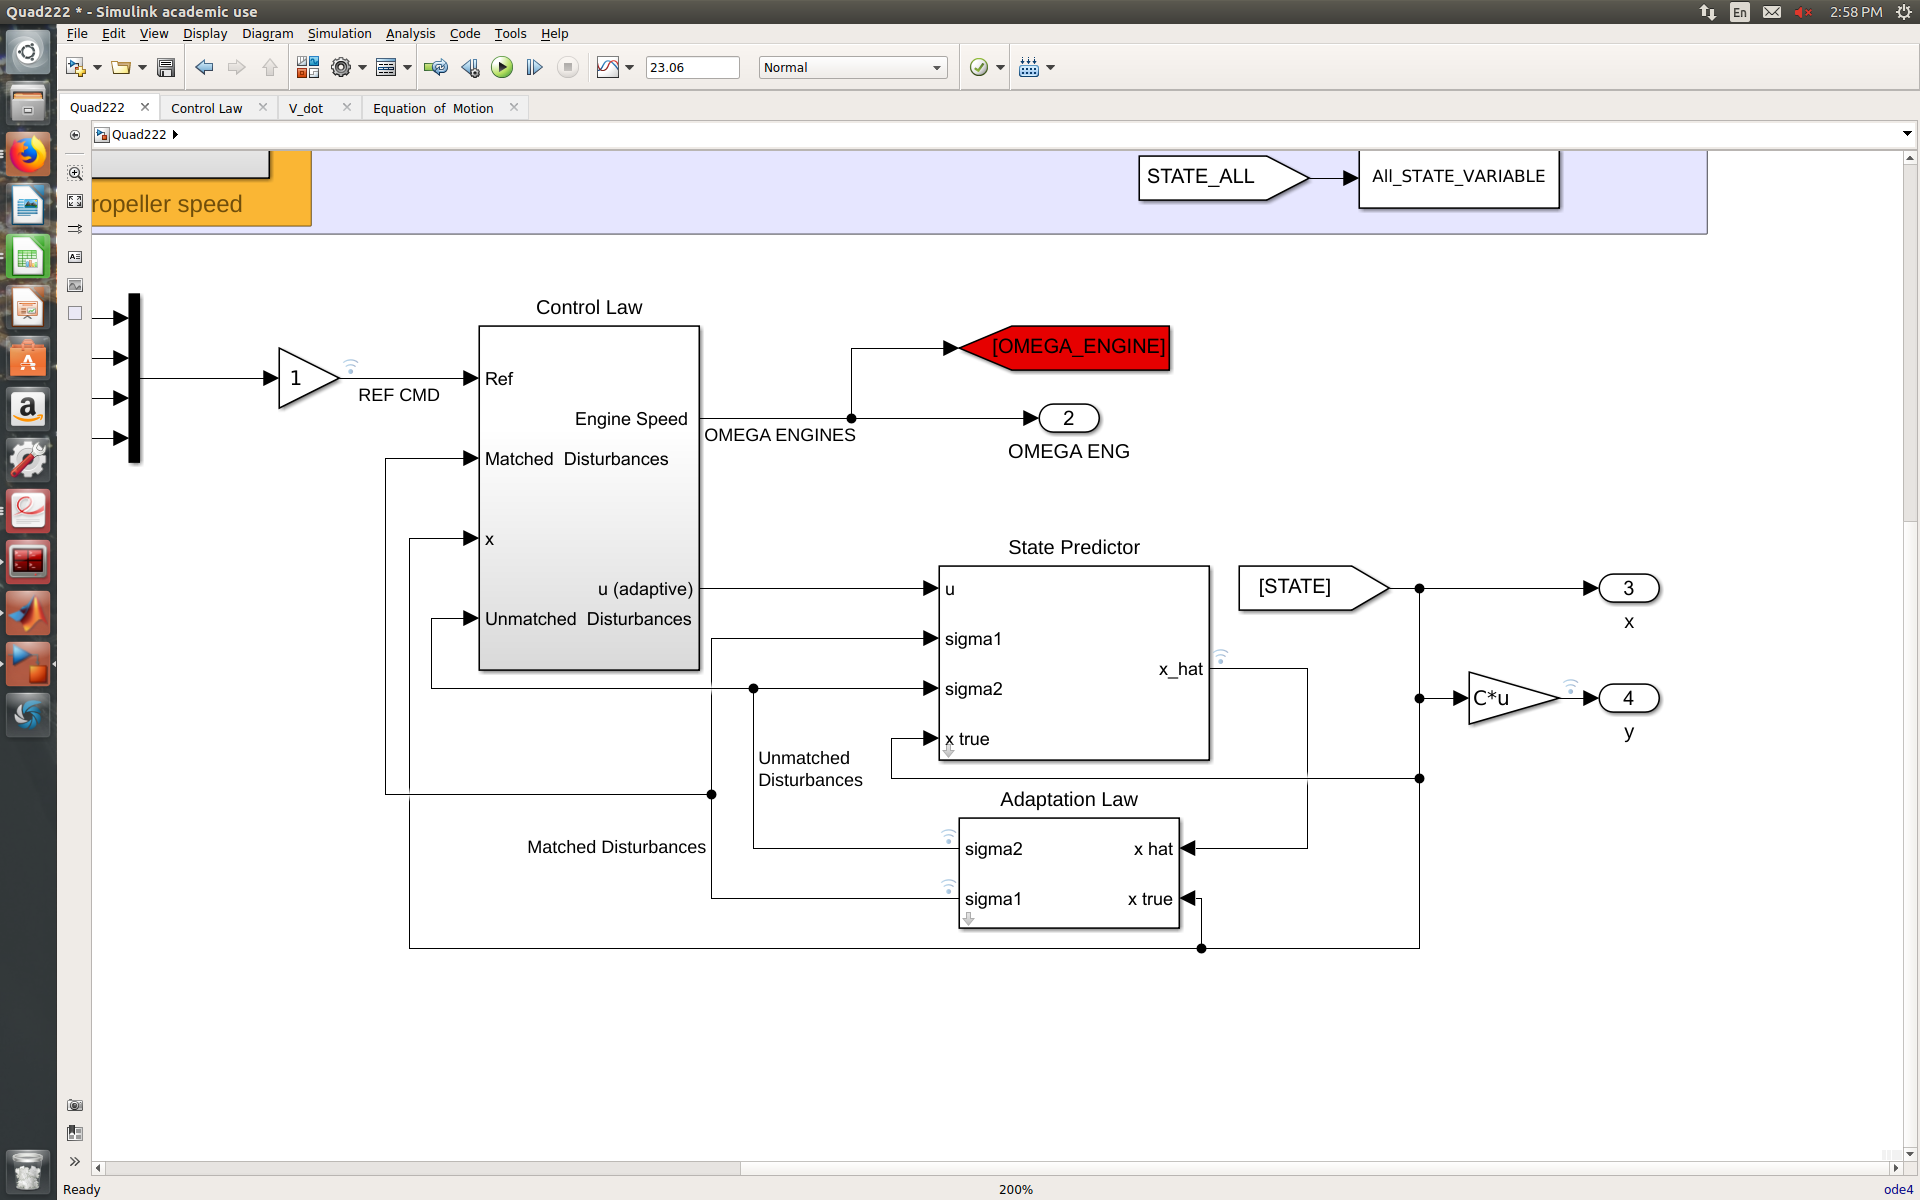 Quad222 * - Simulink academic use
En
2:58 PM
File Edit View Display Diagram Simulation Analysis Code Tools Help
23.06
Normal
Quad222
Control Law
V_dot
Equation of Motion
Quad222
ropeller speed
STATE_ALL
All_STATE_VARIABLE
Control Law
1
REF CMD
Ref
Engine Speed
Matched Disturbances
x
u (adaptive)
Unmatched Disturbances
OMEGA ENGINES
[OMEGA_ENGINE]
2
OMEGA ENG
State Predictor
u
sigma1
sigma2
x true
x_hat
[STATE]
3
x
C*u
4
y
Unmatched
Disturbances
Matched Disturbances
Adaptation Law
sigma2
x hat
sigma1
x true
Ready
200%
ode4